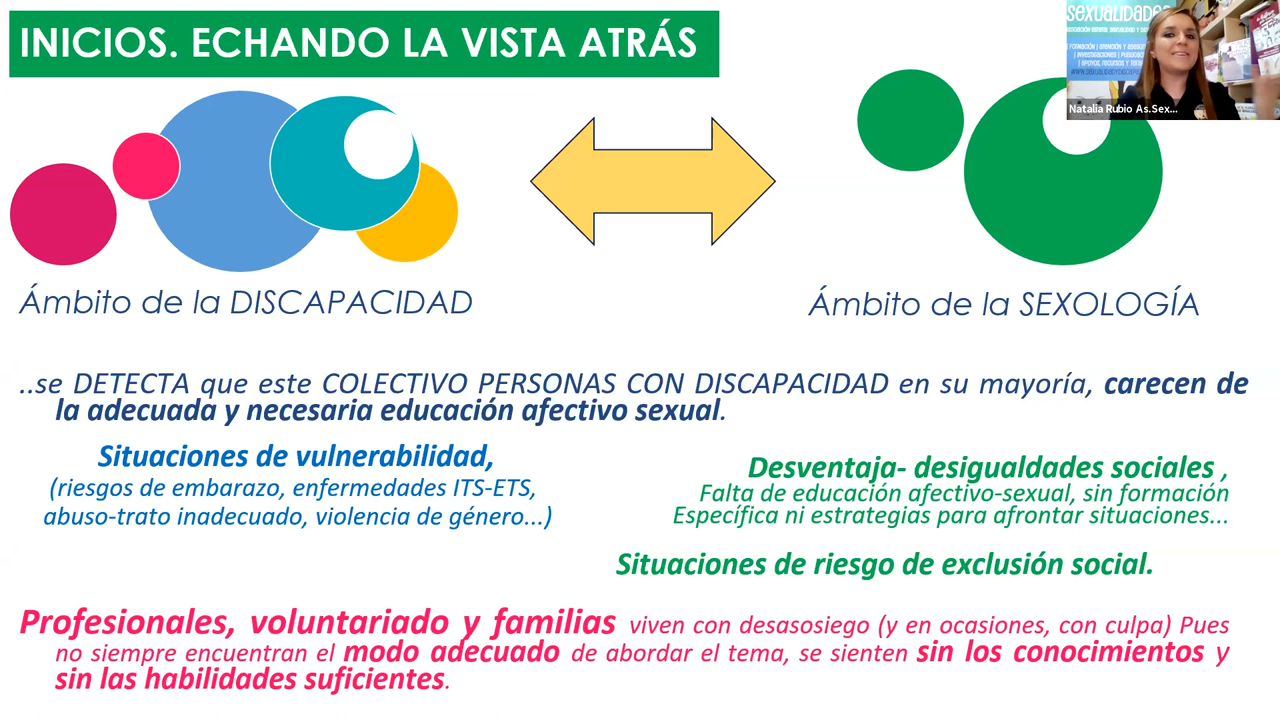 INICIOS. ECHANDO LA VISTA ATRÁS
sexualidades
Natalia Rubio As.Sex...
Ámbito de la DISCAPACIDAD
Ámbito de la SEXOLOGÍA
..se DETECTA que este COLECTIVO PERSONAS CON DISCAPACIDAD en su mayoría, carecen de
la adecuada y necesaria educación afectivo sexual.
Situaciones de vulnerabilidad,
(riesgos de embarazo, enfermedades ITS-ETS,
abuso-trato inadecuado, violencia de género...)
Desventaja- desigualdades sociales ,
Falta de educación afectivo-sexual, sin formación
Específica ni estrategias para afrontar situaciones...
Situaciones de riesgo de exclusión social.
Profesionales, voluntariado y familias viven con desasosiego (y en ocasiones, con culpa) Pues
no siempre encuentran el modo adecuado de abordar el tema, se sienten sin los conocimientos y
sin las habilidades suficientes.